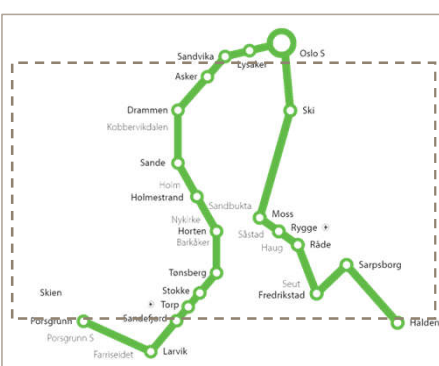 Oslo S
Sandvika
Lysaker
Asker
Drammen
Ski
Kobbervikdalen
Sande
Holm
Holmestrand
Sandbukta
Moss
Nykirke
Rygge
Horten
Såstad
Barkåker
Haug
Råde
Sarpsborg
Tønsberg
Seut
Stokke
Fredrikstad
Skien
Torp
Porsgrunn
Sandefjord
Halden
Porsgrunn S
Farriseidet
Larvik